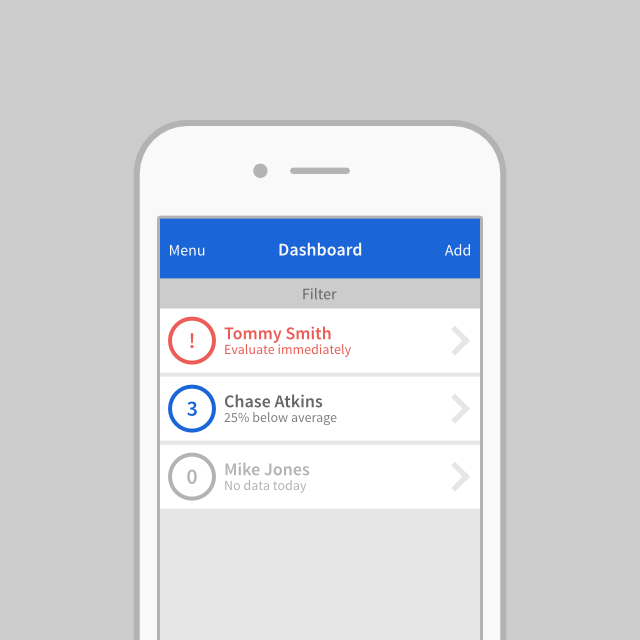 Menu Dashboard Add
Filter
!
Tommy Smith
Evaluate immediately
3
Chase Atkins
25% below average
0
Mike Jones
No data today